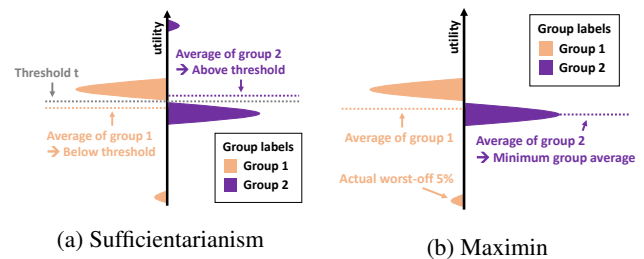 utility
Average of group 2
→ Above threshold
Threshold t
Average of group 1
→ Below threshold
Group labels
Group 1
Group 2
(a) Sufficientarianism
utility
Group labels
Group 1
Group 2
Average of group 1
Average of group 2
→ Minimum group average
Actual worst-off 5%
(b) Maximin